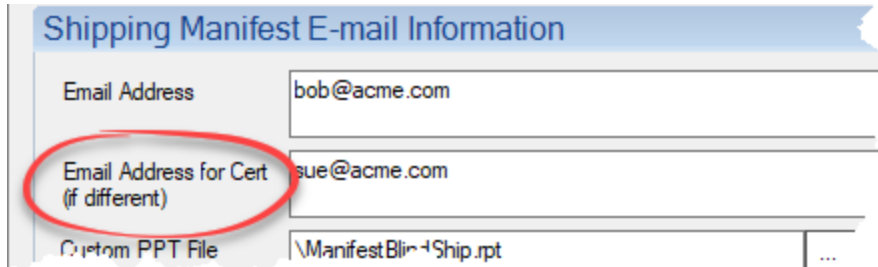 Shipping Manifest E-mail Information
Email Address bob@acme.com
Email Address for Cert sue@acme.com
(if different)
Custom PPT File \ManifestBlindShip.rpt ...